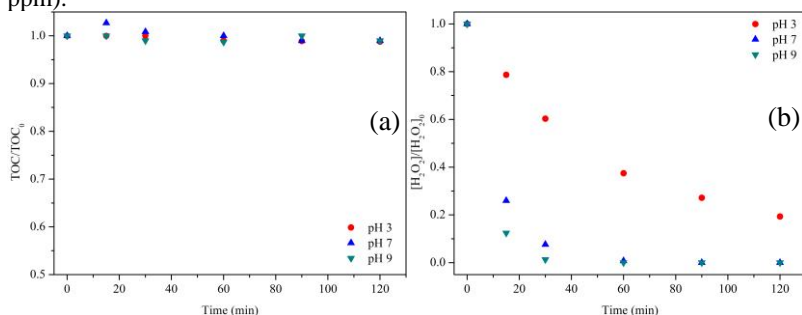 ppm).
1.0
0.9
0.8
0.7
0.6
0.5
TOC/TOC₀
0 20 40 60 80 100 120
Time (min)
(a)
pH 3
pH 7
pH 9
1.0
0.8
0.6
0.4
0.2
0.0
[H₂O₂]/[H₂O₂]₀
0 20 40 60 80 100 120
Time (min)
pH 3
pH 7
pH 9
(b)